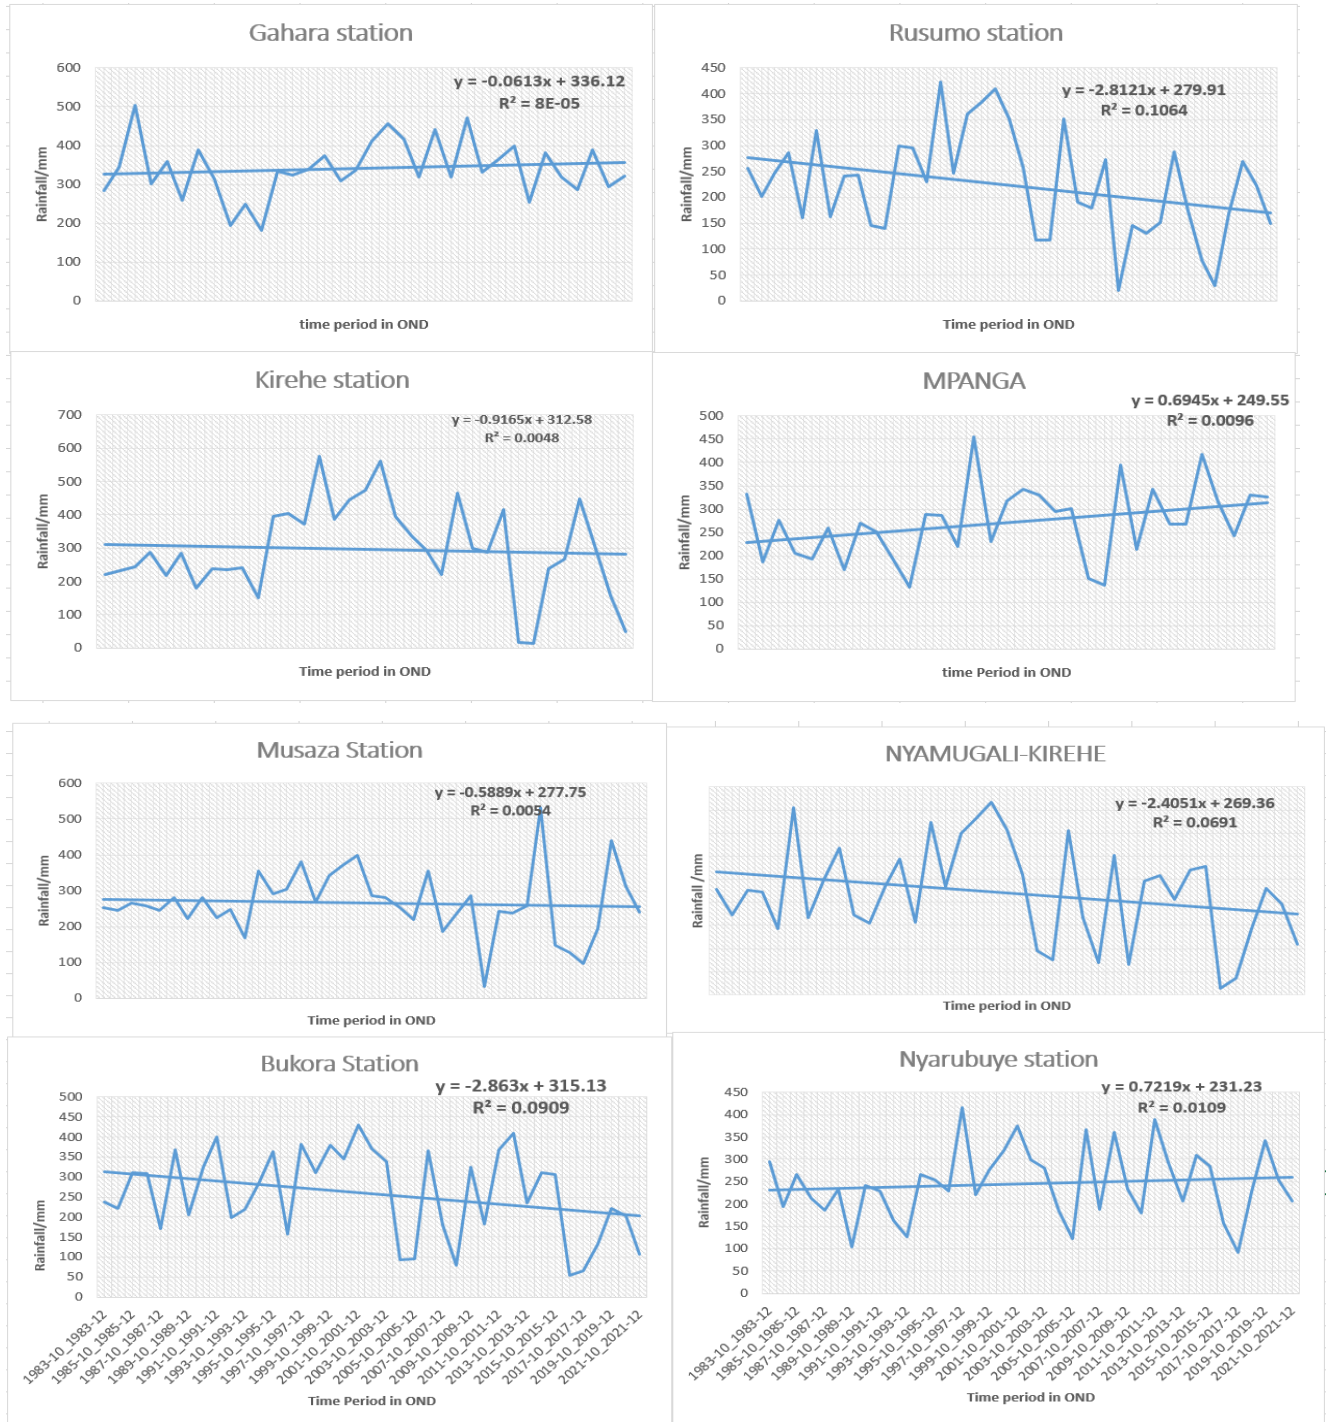 Gahara station
y = -0.0613x + 336.12
R² = 8E-05
600
500
400
300
200
100
0
Rainfall/mm
time period in OND
Rusumo station
y = -2.8121x + 279.91
R² = 0.1064
450
400
350
300
250
200
150
100
50
0
Rainfall/mm
Time period in OND
Kirehe station
y = -0.9165x + 312.58
R² = 0.0048
700
600
500
400
300
200
100
0
Rainfall/mm
Time period in OND
MPANGA
y = 0.6945x + 249.55
R² = 0.0096
500
450
400
350
300
250
200
150
100
50
0
Rainfall/mm
time Period in OND
Musaza Station
y = -0.5889x + 277.75
R² = 0.0054
600
500
400
300
200
100
0
Rainfall/mm
Time period in OND
NYAMUGALI-KIREHE
y = -2.4051x + 269.36
R² = 0.0691
Rainfall /mm
Time period in OND
Bukora Station
y = -2.863x + 315.13
R² = 0.0909
500
450
400
350
300
250
200
150
100
50
0
Rainfall/mm
1983-10_1983-12
1985-10_1985-12
1987-10_1987-12
1989-10_1989-12
1991-10_1991-12
1993-10_1993-12
1995-10_1995-12
1997-10_1997-12
1999-10_1999-12
2001-10_2001-12
2003-10_2003-12
2005-10_2005-12
2007-10_2007-12
2009-10_2009-12
2011-10_2011-12
2013-10_2013-12
2015-10_2015-12
2017-10_2017-12
2019-10_2019-12
2021-10_2021-12
Time Period in OND
Nyarubuye station
y = 0.7219x + 231.23
R² = 0.0109
450
400
350
300
250
200
150
100
50
0
Rainfall/mm
1983-10_1983-12
1985-10_1985-12
1987-10_1987-12
1989-10_1989-12
1991-10_1991-12
1993-10_1993-12
1995-10_1995-12
1997-10_1997-12
1999-10_1999-12
2001-10_2001-12
2003-10_2003-12
2005-10_2005-12
2007-10_2007-12
2009-10_2009-12
2011-10_2011-12
2013-10_2013-12
2015-10_2015-12
2017-10_2017-12
2019-10_2019-12
2021-10_2021-12
Time period in OND